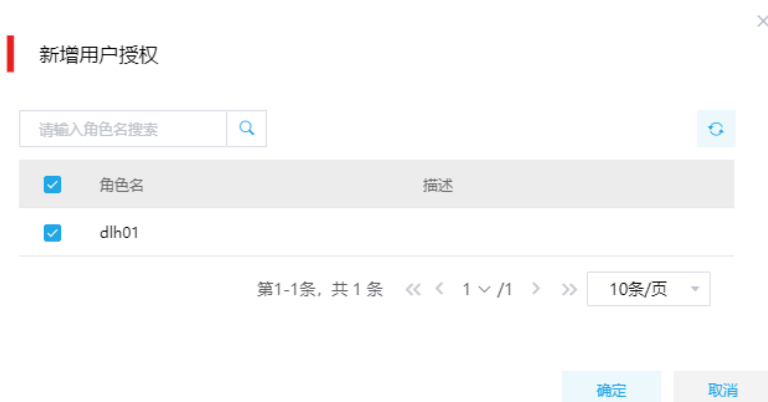 新增用户授权
请输入角色名搜索
角色名 描述
dlh01
第1-1条, 共 1 条 1 /1 10条/页
确定 取消